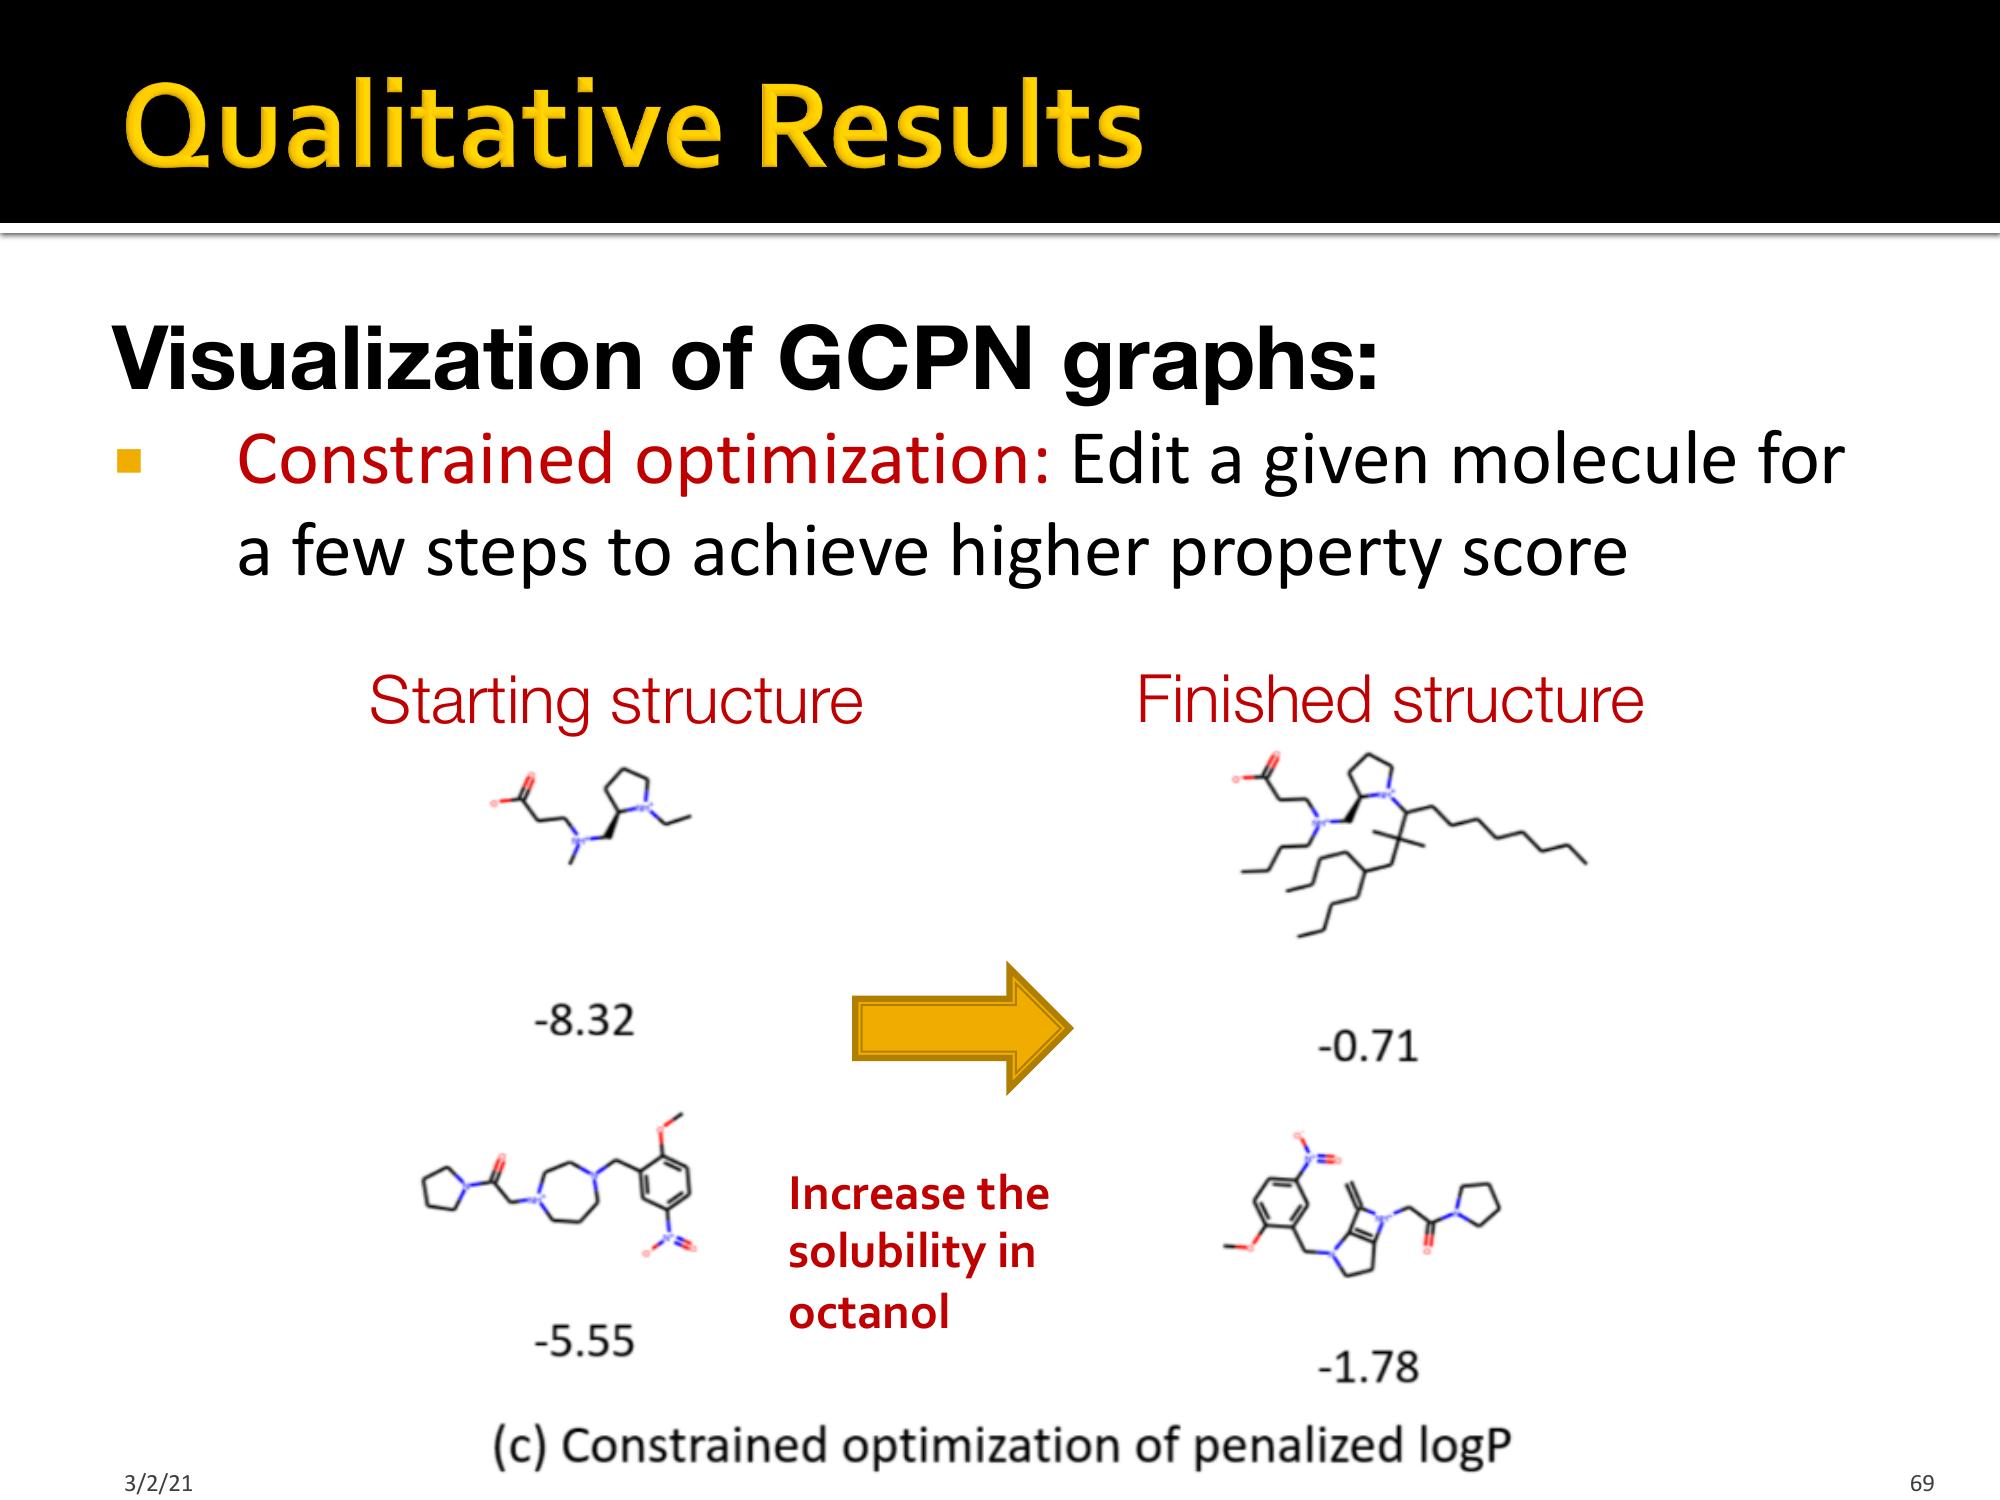 Qualitative Results
Visualization of GCPN graphs:
Constrained optimization: Edit a given molecule for
a few steps to achieve higher property score
Starting structure
Finished structure
-8.32
-0.71
Increase the
solubility in
octanol
-5.55
-1.78
(c) Constrained optimization of penalized logP
3/2/21
69